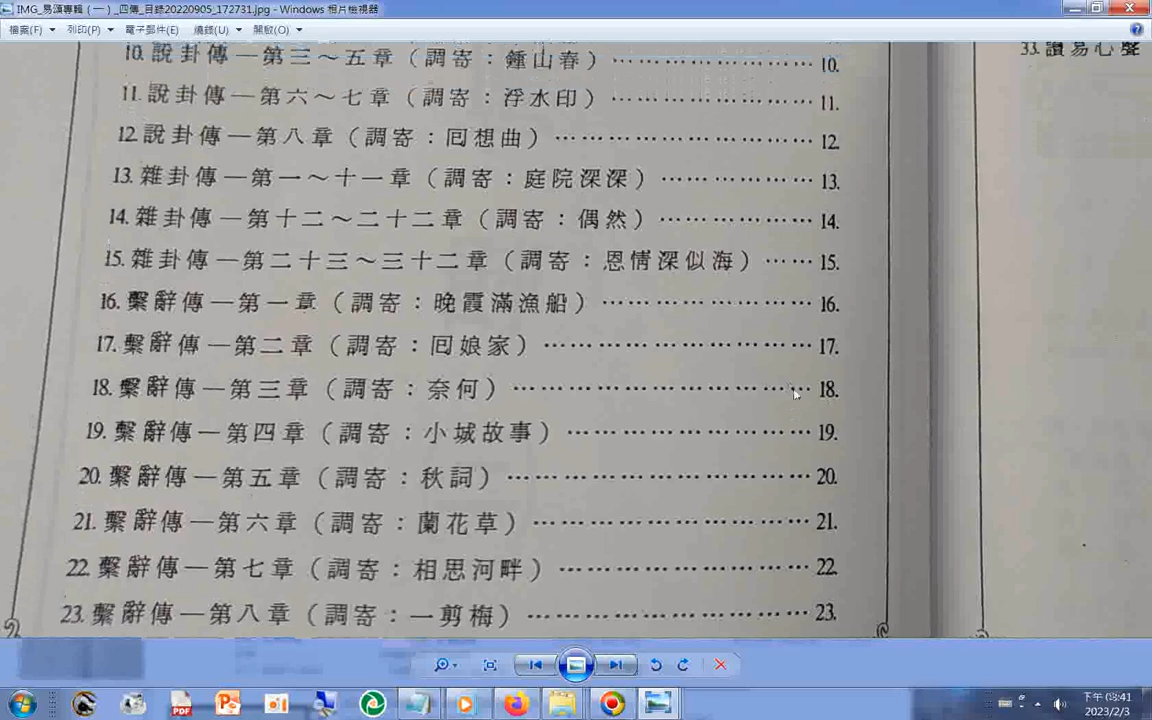 IMG_易頌專輯（一）_四傳_目錄20220905_172731.jpg - Windows 相片檢視器
檔案(F) 列印(P) 電子郵件(E) 燒錄(U) 開啟(O)
10. 說卦傳—第三～五章（調寄：鍾山春）………………………10.
33. 讚易心聲
11. 說卦傳—第六～七章（調寄：浮水印）………………………11.
12. 說卦傳—第八章（調寄：囘想曲）……………………………12.
13. 雜卦傳—第一～十一章（調寄：庭院深深）…………………13.
14. 雜卦傳—第十二～二十二章（調寄：偶然）…………………14.
15. 雜卦傳—第二十三～三十二章（調寄：恩情深似海）……15.
16. 繫辭傳—第一章（調寄：晚霞滿漁船）………………………16.
17. 繫辭傳—第二章（調寄：囘娘家）……………………………17.
18. 繫辭傳—第三章（調寄：奈何）………………………………18.
19. 繫辭傳—第四章（調寄：小城故事）…………………………19.
20. 繫辭傳—第五章（調寄：秋詞）………………………………20.
21. 繫辭傳—第六章（調寄：蘭花草）……………………………21.
22. 繫辭傳—第七章（調寄：相思河畔）…………………………22.
23. 繫辭傳—第八章（調寄：一剪梅）……………………………23.
PDF
2023/2/3